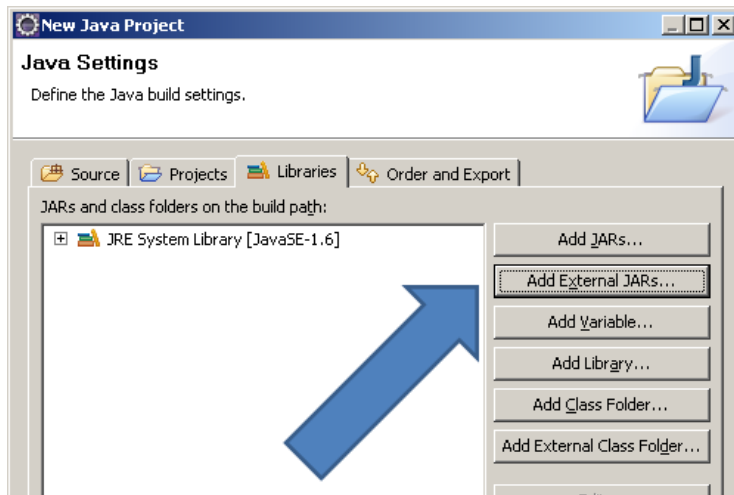 New Java Project
Java Settings
Define the Java build settings.
Source Projects Libraries Order and Export
JARs and class folders on the build path:
JRE System Library [JavaSE-1.6]
Add JARs...
Add External JARs...
Add Variable...
Add Library...
Add Class Folder...
Add External Class Folder...